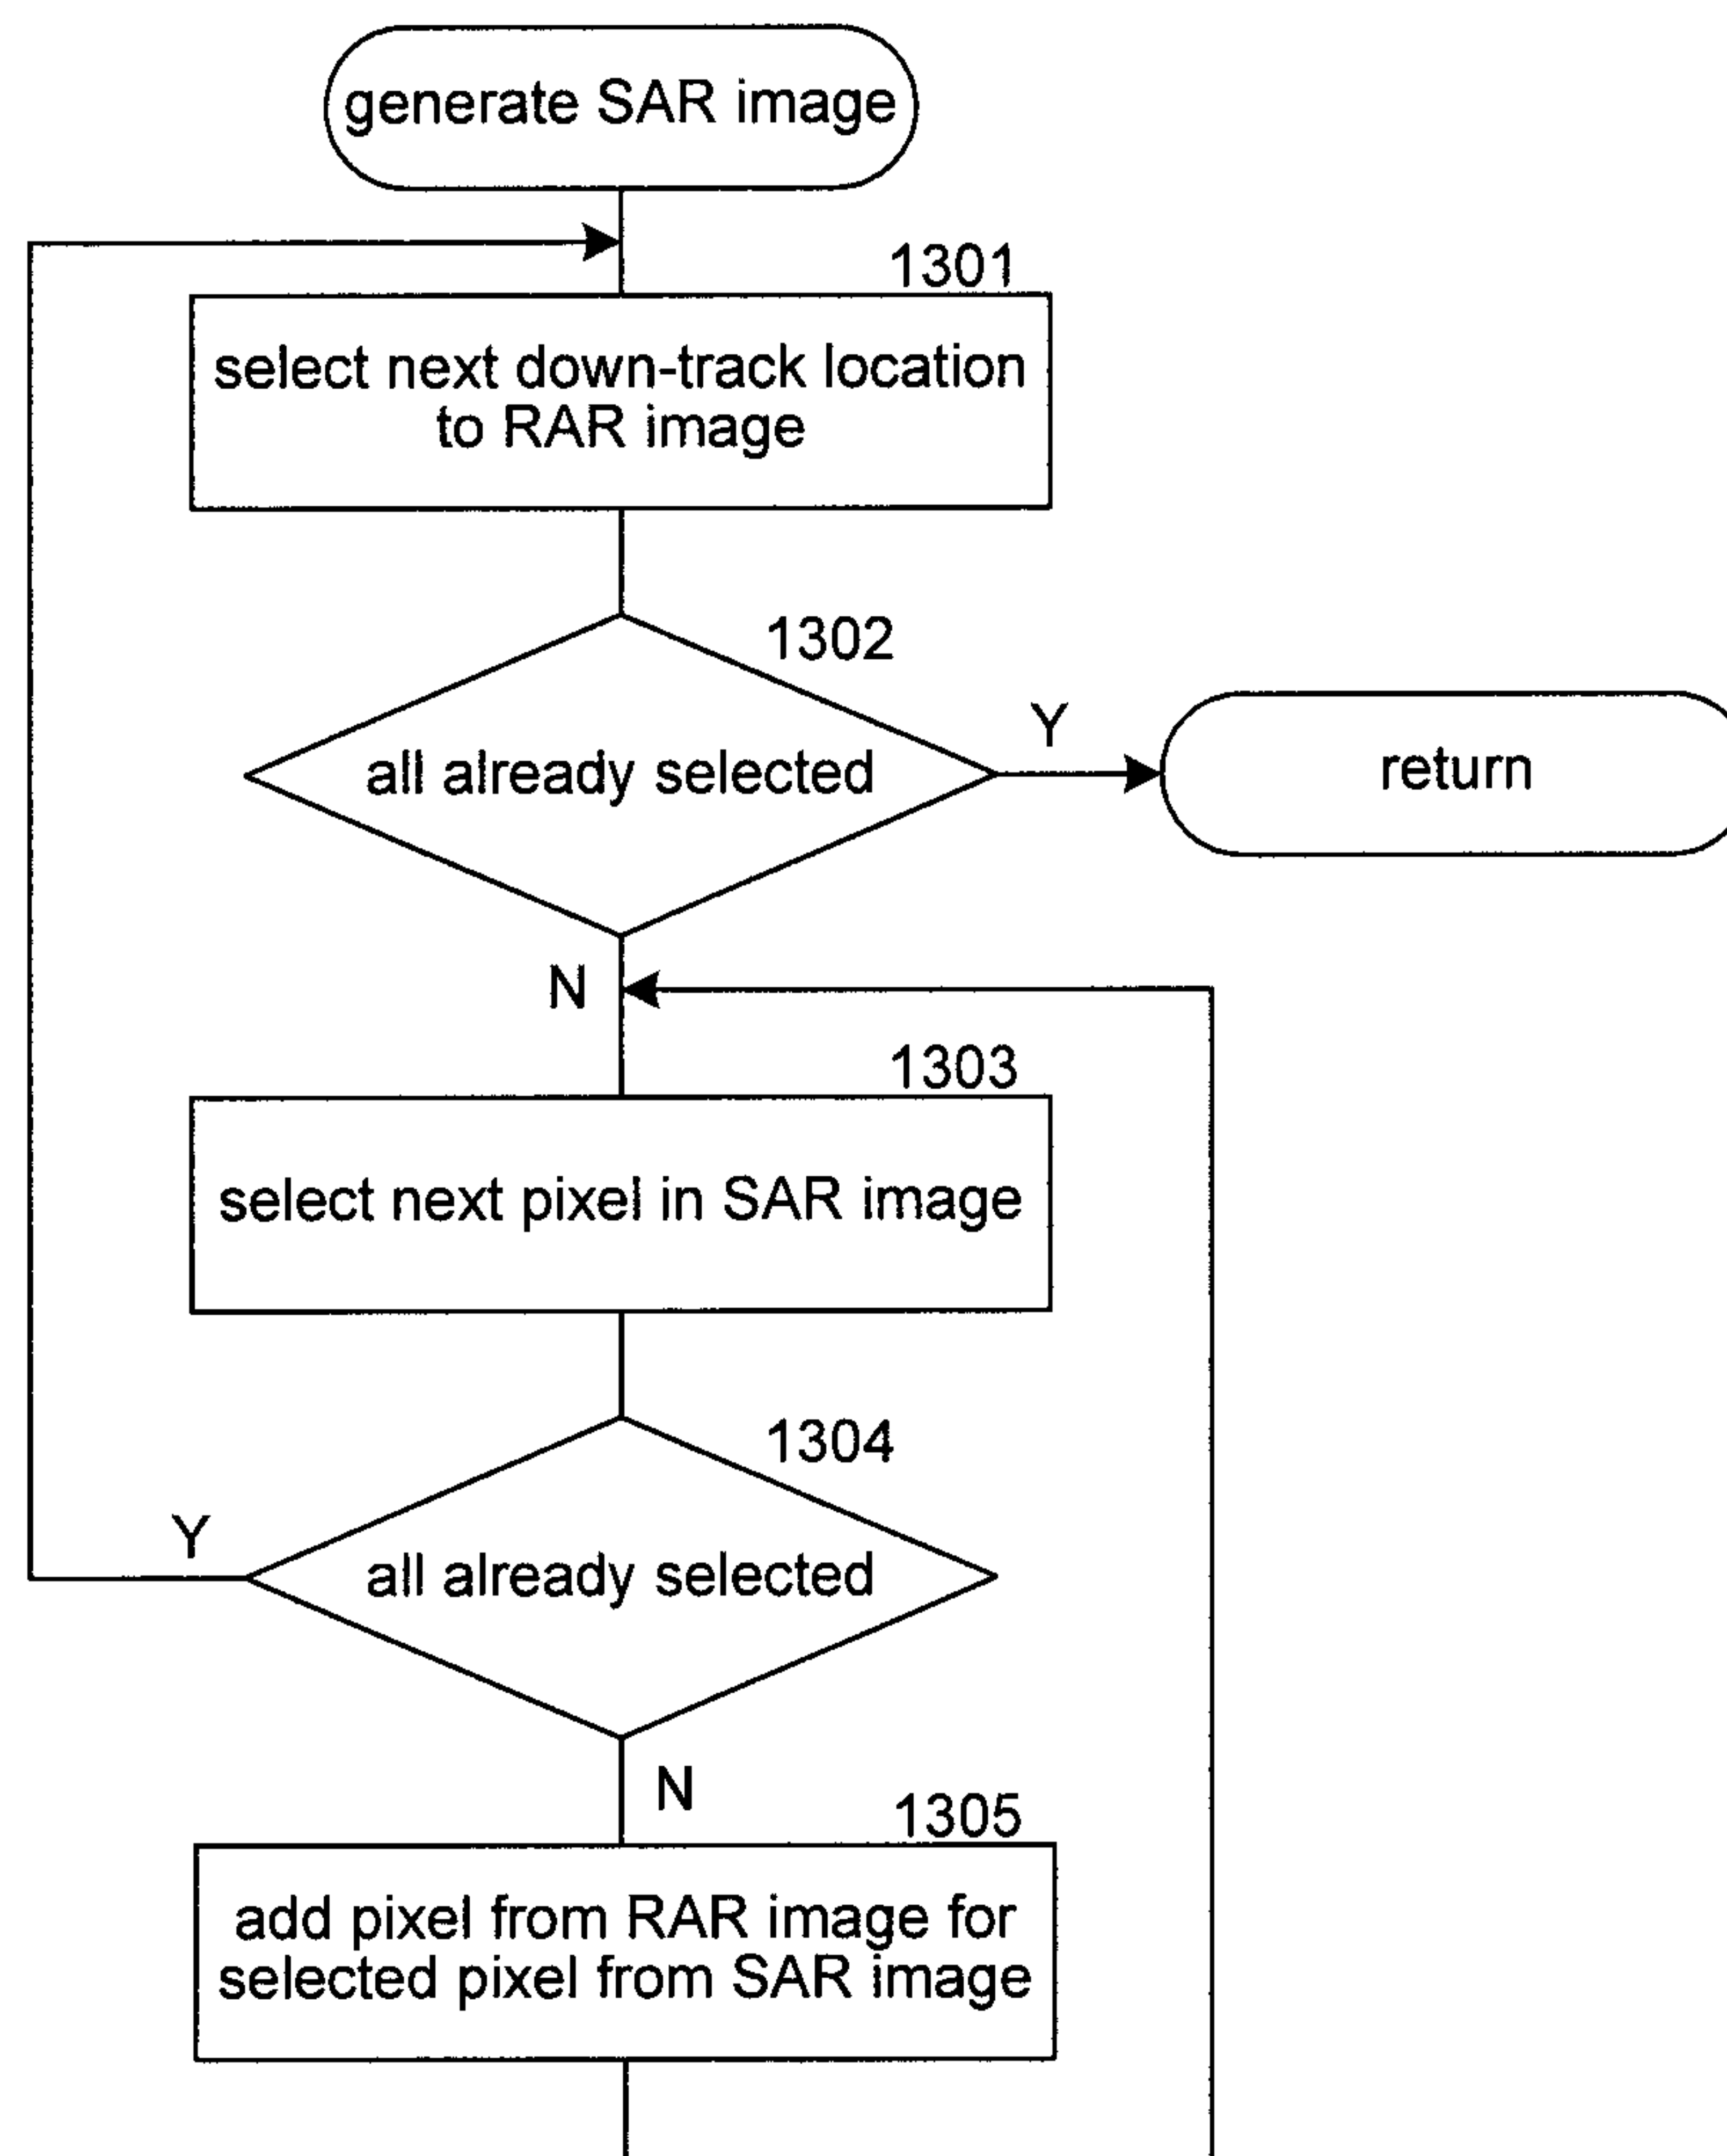 generate SAR image
1301
select next down-track location
to RAR image
1302
all already selected
Y
return
N
1303
select next pixel in SAR image
1304
all already selected
Y
N
1305
add pixel from RAR image for
selected pixel from SAR image